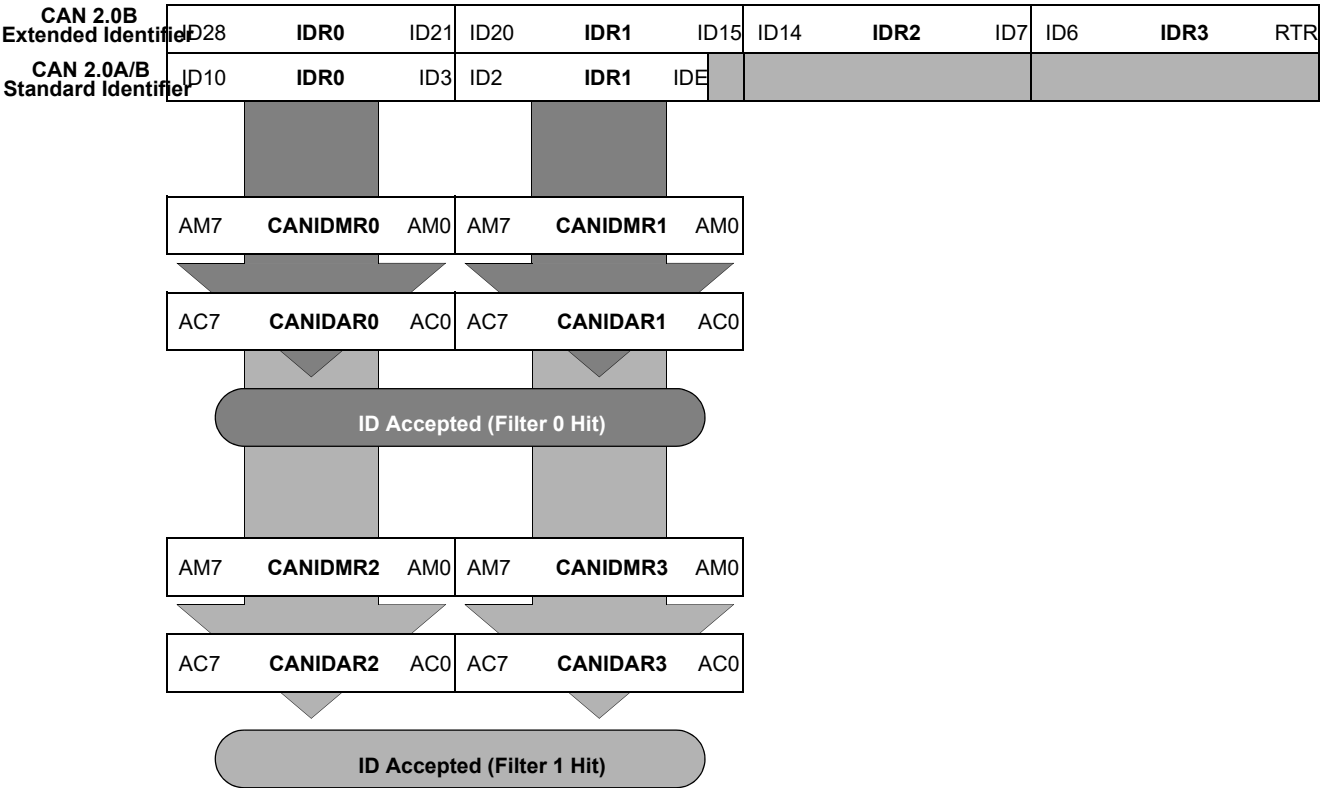 CAN 2.0B
Extended Identifier ID28 IDR0 ID21 ID20 IDR1 ID15 ID14 IDR2 ID7 ID6 IDR3 RTR
CAN 2.0A/B
Standard Identifier ID10 IDR0 ID3 ID2 IDR1 IDE
AM7 CANIDMR0 AM0 AM7 CANIDMR1 AM0
AC7 CANIDAR0 AC0 AC7 CANIDAR1 AC0
ID Accepted (Filter 0 Hit)
AM7 CANIDMR2 AM0 AM7 CANIDMR3 AM0
AC7 CANIDAR2 AC0 AC7 CANIDAR3 AC0
ID Accepted (Filter 1 Hit)